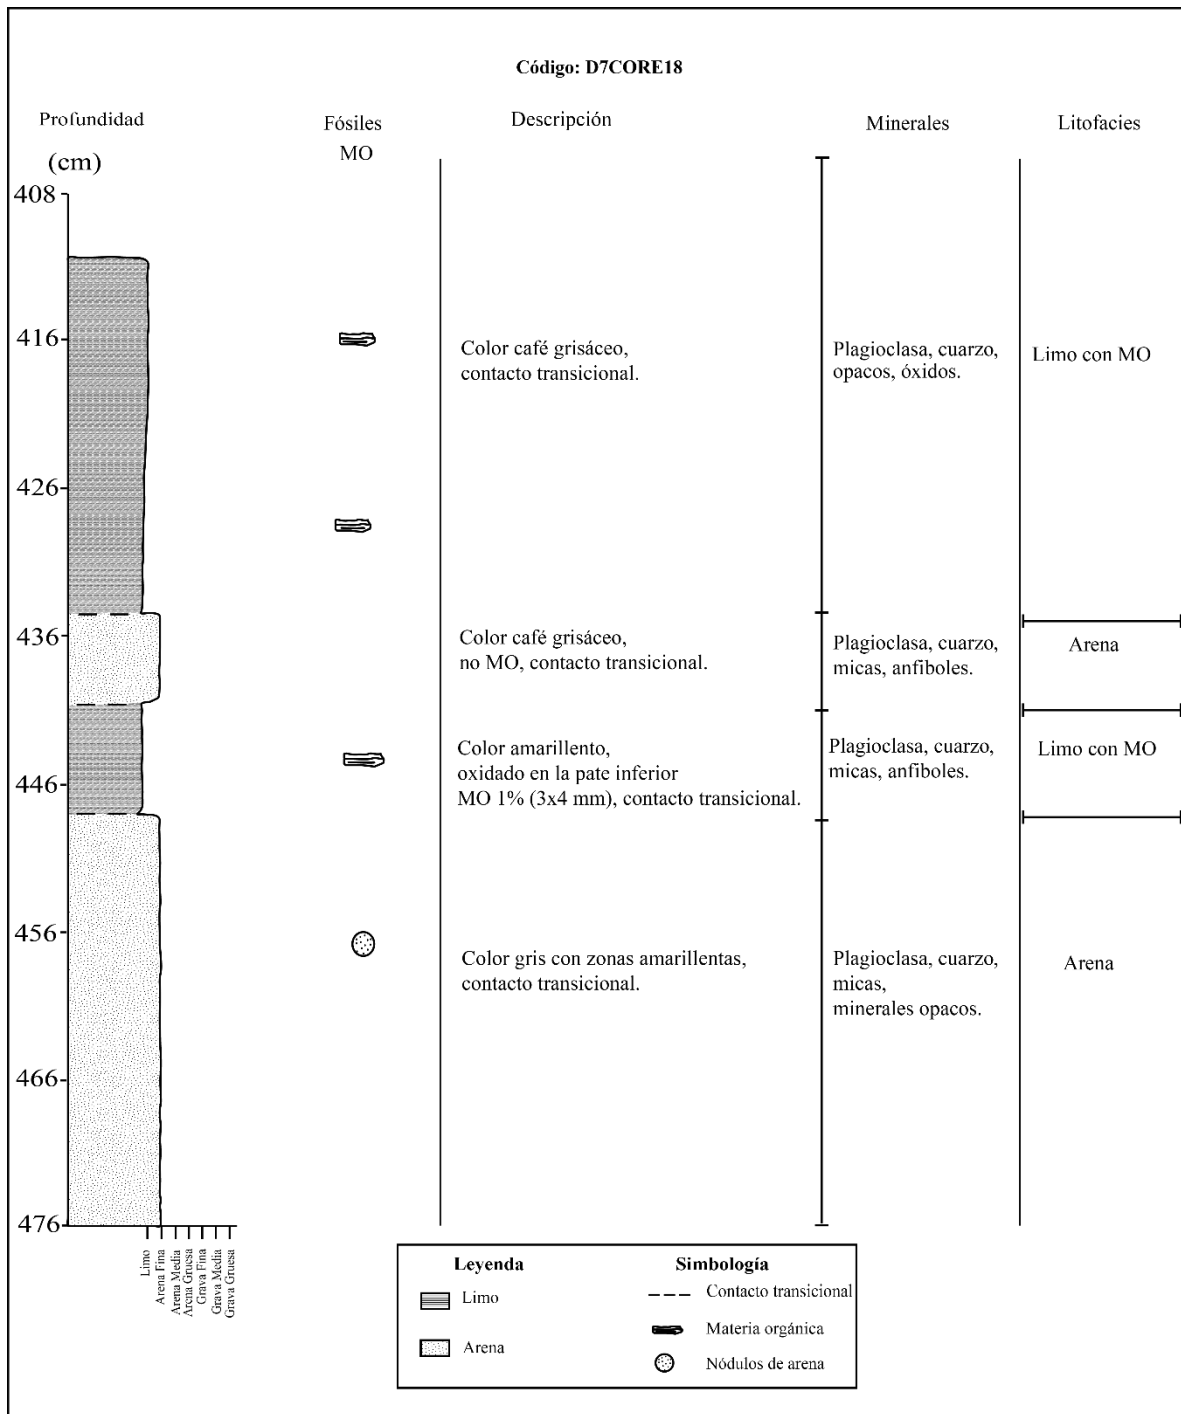 Código: D7CORE18
Profundidad
(cm)
Fósiles
MO
Descripción
Minerales
Litofacies
408
416
426
436
446
456
466
476
Color café grisáceo,
contacto transicional.
Plagioclasa, cuarzo,
opacos, óxidos.
Limo con MO
Color café grisáceo,
no MO, contacto transicional.
Plagioclasa, cuarzo,
micas, anfiboles.
Arena
Color amarillento,
oxidado en la pate inferior
MO 1% (3x4 mm), contacto transicional.
Plagioclasa, cuarzo,
micas, anfiboles.
Limo con MO
Color gris con zonas amarillentas,
contacto transicional.
Plagioclasa, cuarzo,
micas,
minerales opacos.
Arena
Limo
Arena Fina
Arena Media
Arena Gruesa
Grava Fina
Grava Media
Grava Gruesa
Leyenda
Limo
Arena
Simbología
Contacto transicional
Materia orgánica
Nódulos de arena